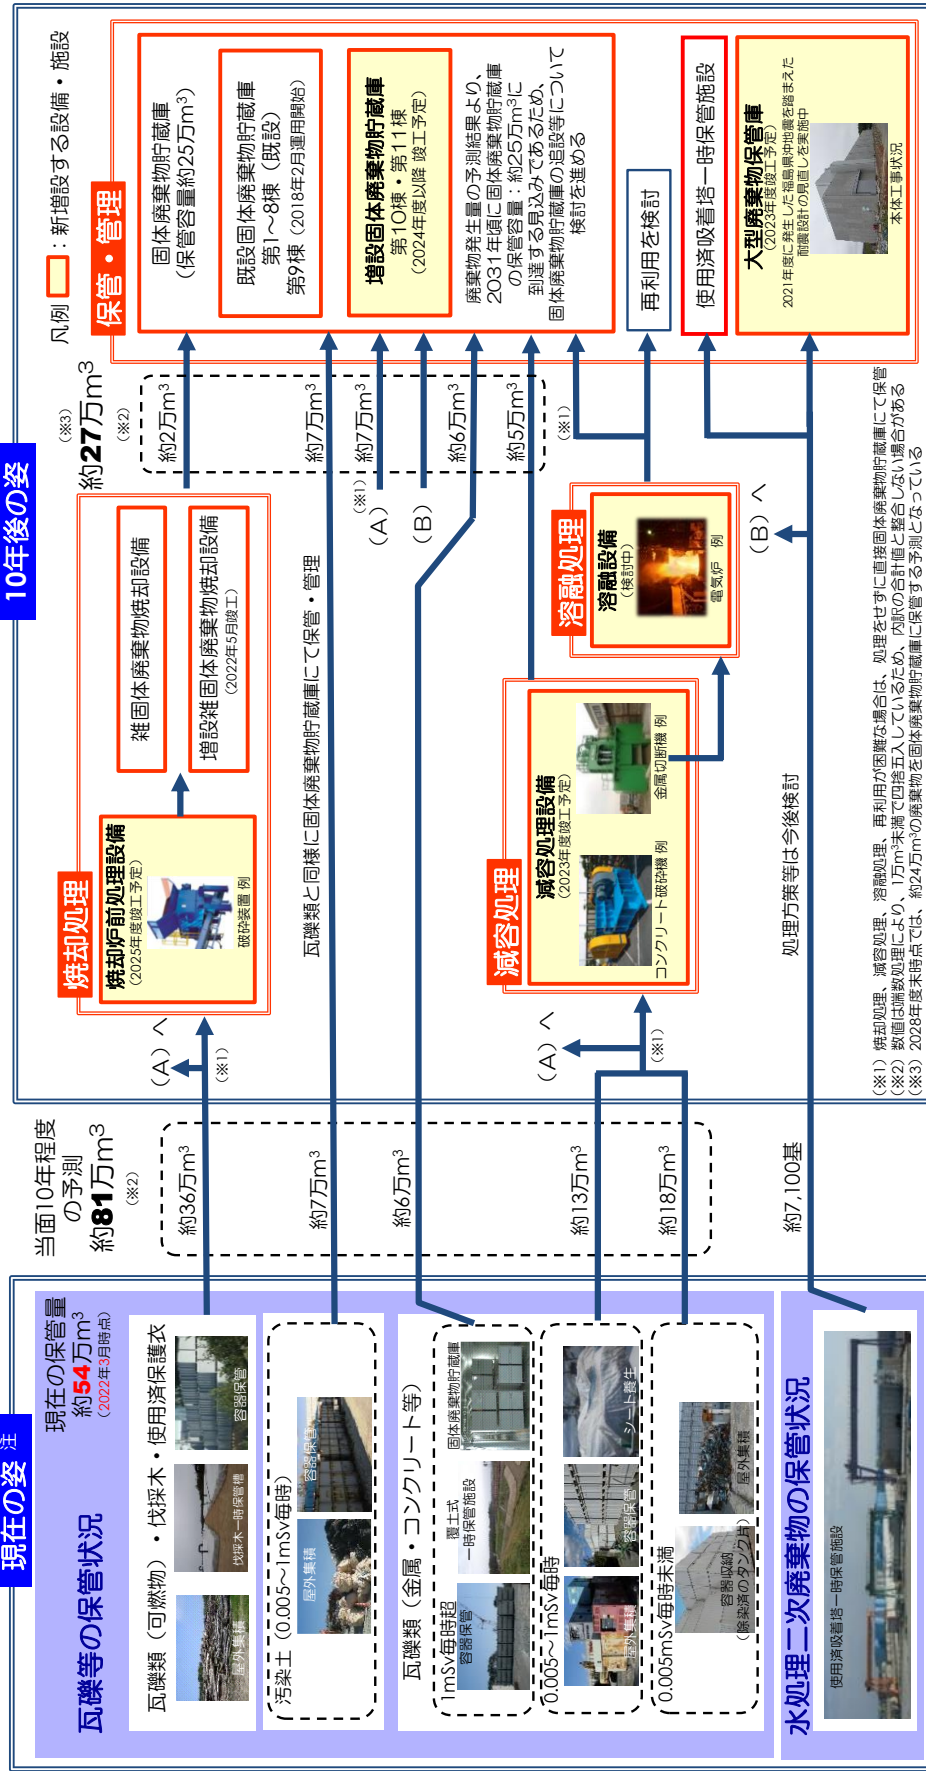 現在の姿 注
10年後の姿
瓦礫等の保管状況
現在の保管量
約54万m³
(2022年3月時点)
瓦礫類(可燃物)・伐採木・使用済保護衣
屋外集積
伐採木一時保管槽
容器保管
汚染土(0.005~1mSv毎時)
屋外集積
容器保管
瓦礫類(金属・コンクリート等)
1mSv毎時超
容器保管
覆土式
一時保管施設
固体廃棄物貯蔵庫
0.005~1mSv毎時
屋外集積
容器保管
シート養生
0.005mSv毎時未満
容器収納
(除染済のタンク片)
屋外集積
水処理二次廃棄物の保管状況
使用済吸着塔一時保管施設
当面10年程度
の予測
約81万m³
(※2)
約36万m³
約7万m³
約6万m³
約13万m³
約18万m³
約7,100基
(A)へ
(※1)
焼却処理
焼却炉前処理設備
(2025年度竣工予定)
破砕装置 例
雑固体廃棄物焼却設備
増設雑固体廃棄物焼却設備
(2022年5月竣工)
瓦礫類と同様に固体廃棄物貯蔵庫にて保管・管理
(A)へ
(※1)
減容処理
減容処理設備
(2023年度竣工予定)
コンクリート破砕機 例
金属切断機 例
溶融処理
溶融設備
(検討中)
電気炉 例
処理方策等は今後検討
(B)へ
約27万m³
(※3)
(※2)
約2万m³
約7万m³
(※1)
(A)
約7万m³
(B)
約6万m³
約5万m³
(※1)
凡例
:新増設する設備・施設
保管・管理
固体廃棄物貯蔵庫
(保管容量約25万m³)
既設固体廃棄物貯蔵庫
第1~8棟(既設)
第9棟(2018年2月運用開始)
増設固体廃棄物貯蔵庫
第10棟・第11棟
(2024年度以降 竣工予定)
廃棄物発生量の予測結果より、
2031年頃に固体廃棄物貯蔵庫
の保管容量:約25万m³に
到達する見込みであるため、
固体廃棄物貯蔵庫の追設等について
検討を進める
再利用を検討
使用済吸着塔一時保管施設
大型廃棄物保管庫
(2023年度竣工予定)
2021年度に発生した福島県沖地震を踏まえた
耐震設計の見直しを実施中
本体工事状況
(※1) 焼却処理、減容処理、溶融処理、再利用が困難な場合は、処理をせずに直接固体廃棄物貯蔵庫にて保管
(※2) 数値は端数処理により、1万m³未満で四捨五入しているため、内訳の合計値と整合しない場合がある
(※3) 2028年度末時点では、約24万m³の廃棄物を固体廃棄物貯蔵庫に保管する予測となっている